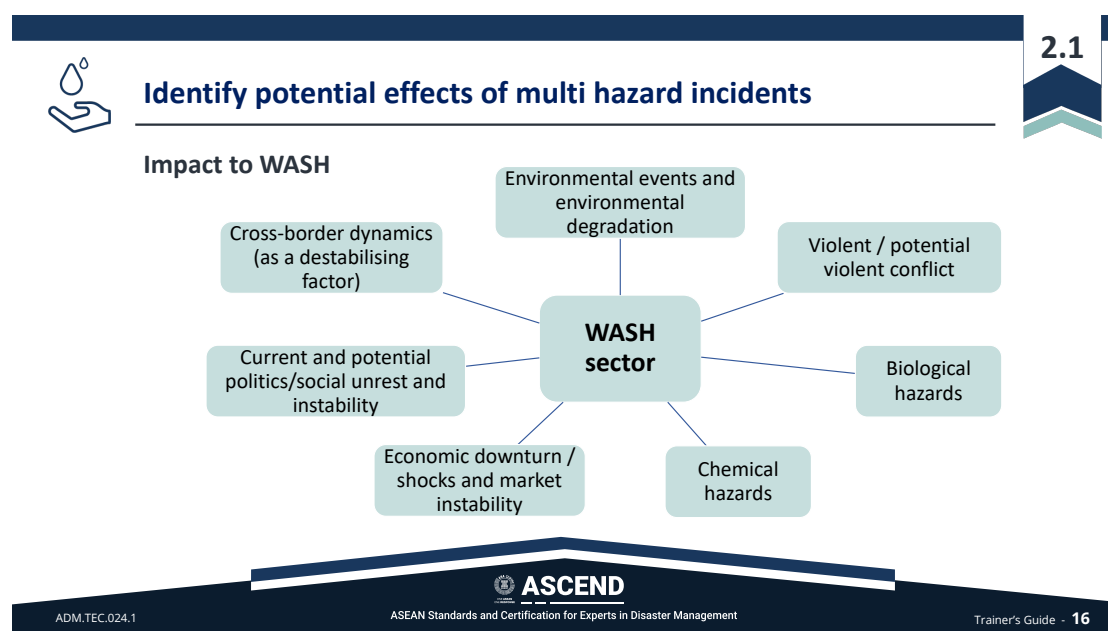 2.1
Identify potential effects of multi hazard incidents
Impact to WASH
Environmental events and
environmental
degradation
Cross-border dynamics
(as a destabilising
factor)
Violent / potential
violent conflict
WASH
sector
Current and potential
politics/social unrest and
instability
Biological
hazards
Economic downturn /
shocks and market
instability
Chemical
hazards
ASCEND
ASEAN Standards and Certification for Experts in Disaster Management
ADM.TEC.024.1
Trainer's Guide - 16